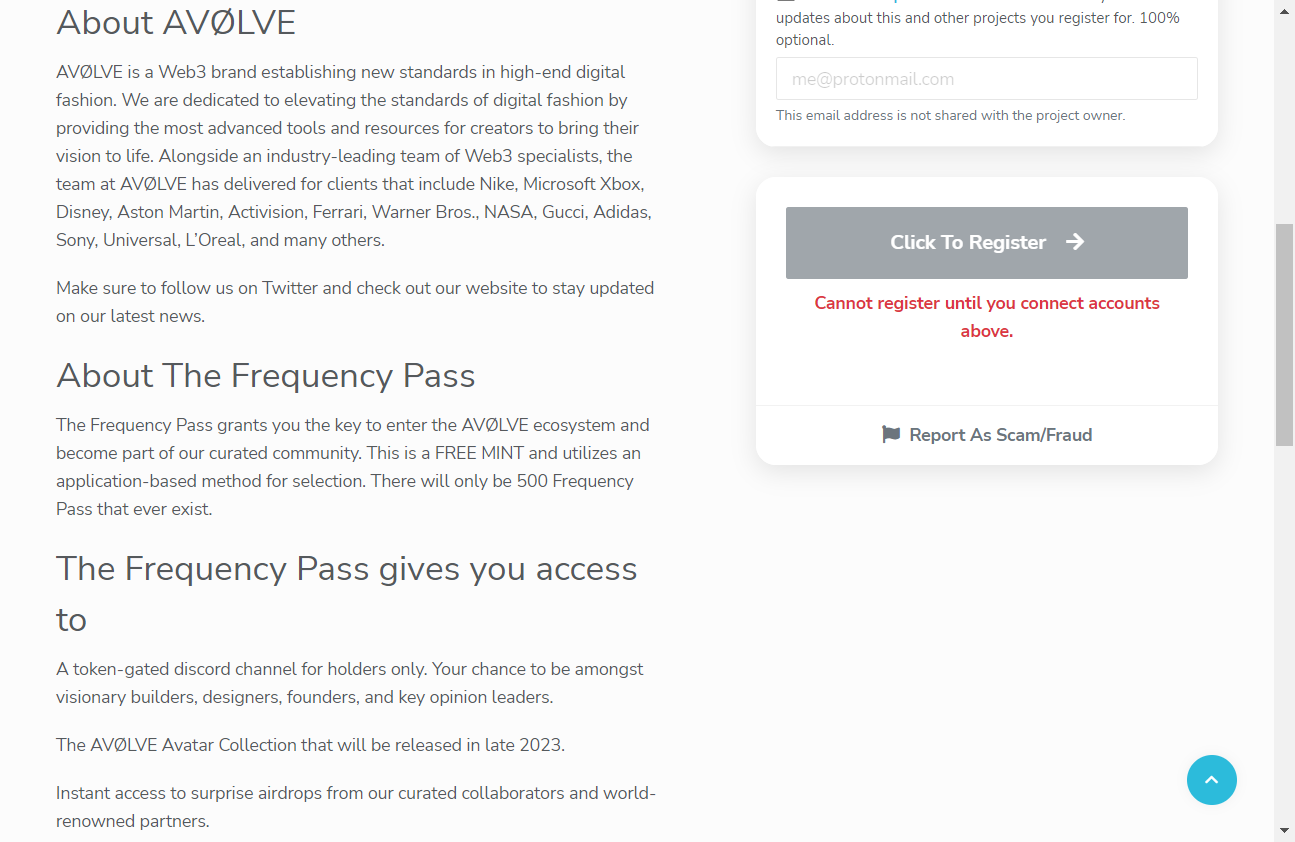 About AVØLVE
AVØLVE is a Web3 brand establishing new standards in high-end digital
fashion. We are dedicated to elevating the standards of digital fashion by
providing the most advanced tools and resources for creators to bring their
vision to life. Alongside an industry-leading team of Web3 specialists, the
team at AVØLVE has delivered for clients that include Nike, Microsoft Xbox,
Disney, Aston Martin, Activision, Ferrari, Warner Bros., NASA, Gucci, Adidas,
Sony, Universal, L’Oreal, and many others.
Make sure to follow us on Twitter and check out our website to stay updated
on our latest news.
About The Frequency Pass
The Frequency Pass grants you the key to enter the AVØLVE ecosystem and
become part of our curated community. This is a FREE MINT and utilizes an
application-based method for selection. There will only be 500 Frequency
Pass that ever exist.
The Frequency Pass gives you access
to
A token-gated discord channel for holders only. Your chance to be amongst
visionary builders, designers, founders, and key opinion leaders.
The AVØLVE Avatar Collection that will be released in late 2023.
Instant access to surprise airdrops from our curated collaborators and world-
renowned partners.
updates about this and other projects you register for. 100%
optional.
me@protonmail.com
This email address is not shared with the project owner.
Click To Register
Cannot register until you connect accounts
above.
Report As Scam/Fraud